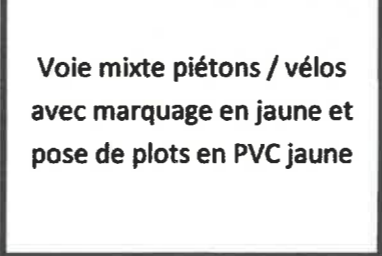 Voie mixte piétons / vélos
avec marquage en jaune et
pose de plots en PVC jaune